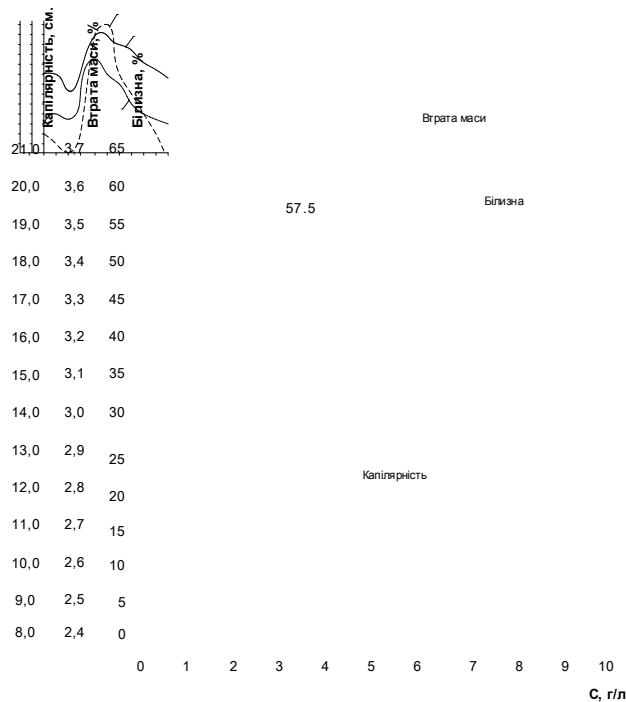 Капілярність, см.
Втрата маси, %
Білизна, %
Втрата маси
21,0 3,7 65
20,0 3,6 60
Білизна
57.5
19,0 3,5 55
18,0 3,4 50
17,0 3,3 45
16,0 3,2 40
15,0 3,1 35
14,0 3,0 30
13,0 2,9 25
Капілярність
12,0 2,8 20
11,0 2,7 15
10,0 2,6 10
9,0 2,5 5
8,0 2,4 0
0 1 2 3 4 5 6 7 8 9 10
С, г/л